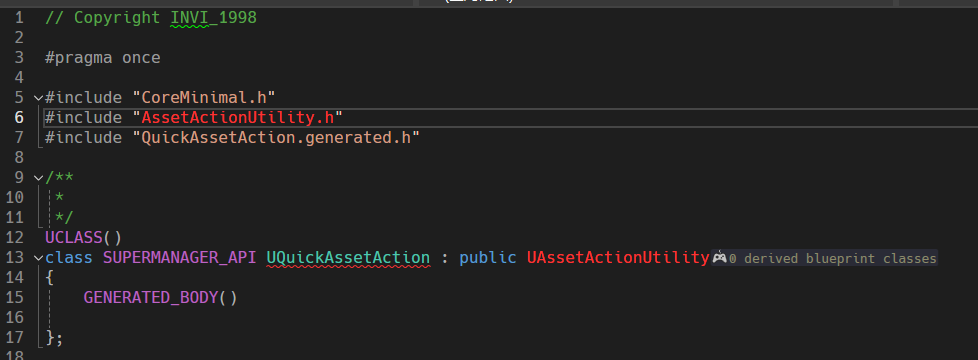 1 // Copyright INVI_1998
2
3 #pragma once
4
5 #include "CoreMinimal.h"
6 #include "AssetActionUtility.h"
7 #include "QuickAssetAction.generated.h"
8
9 /**
10 *
11 */
12 UCLASS()
13 class SUPERMANAGER_API UQuickAssetAction : public UAssetActionUtility 0 derived blueprint classes
14 {
15 GENERATED_BODY()
16
17 };
18